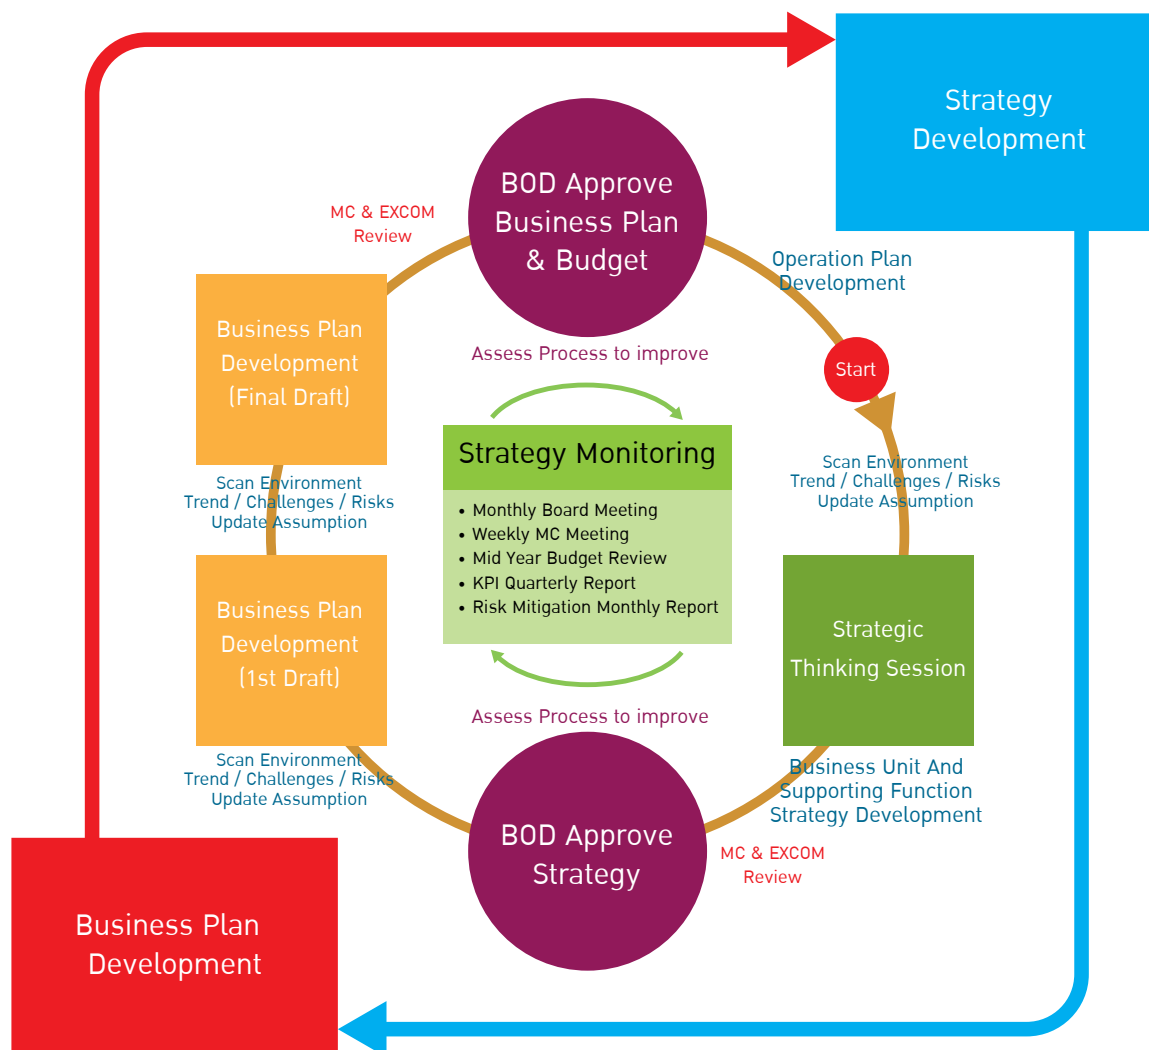 Strategy
Development
BOD Approve
Business Plan
& Budget
MC & EXCOM
Review
Operation Plan
Development
Business Plan
Development
(Final Draft)
Assess Process to improve
Start
Strategy Monitoring
Scan Environment
Trend / Challenges / Risks
Update Assumption
Scan Environment
Trend / Challenges / Risks
Update Assumption
• Monthly Board Meeting
• Weekly MC Meeting
• Mid Year Budget Review
• KPI Quarterly Report
• Risk Mitigation Monthly Report
Business Plan
Development
(1st Draft)
Strategic
Thinking Session
Assess Process to improve
Scan Environment
Trend / Challenges / Risks
Update Assumption
Business Unit And
Supporting Function
Strategy Development
BOD Approve
Strategy
MC & EXCOM
Review
Business Plan
Development